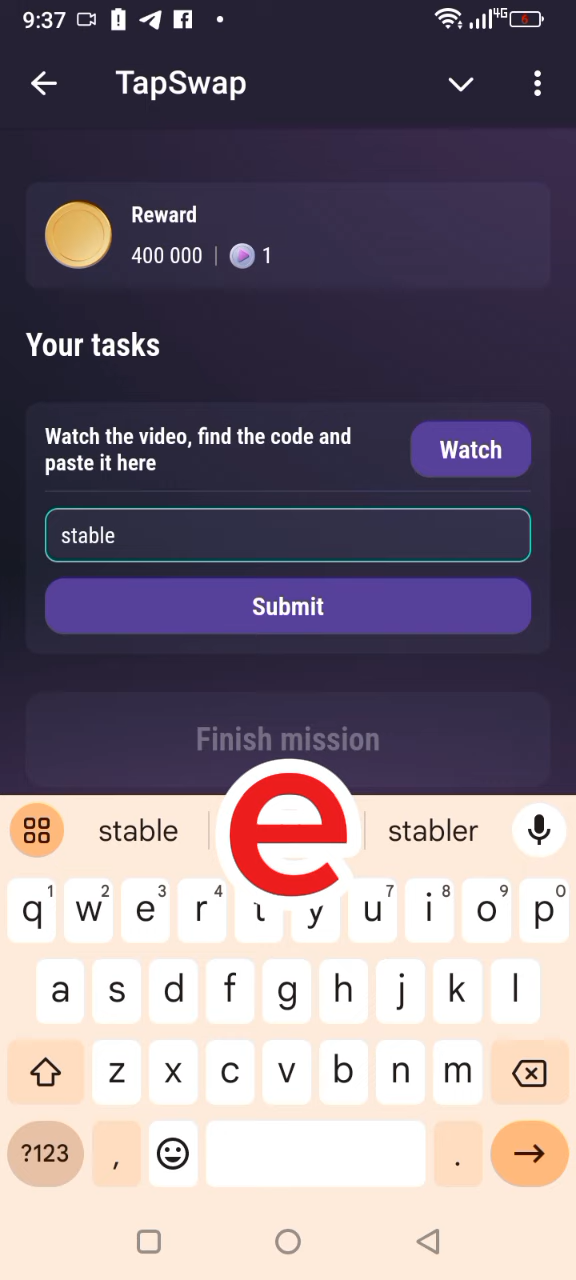 9:37
4G
6
TapSwap
Reward
400 000 | 1
Your tasks
Watch the video, find the code and
paste it here
Watch
stable
Submit
Finish mission
stable
stabler
e
1 2 3 4 7 8 9 0
q w e r t y u i o p
a s d f g h j k l
z x c v b n m
?123 , .